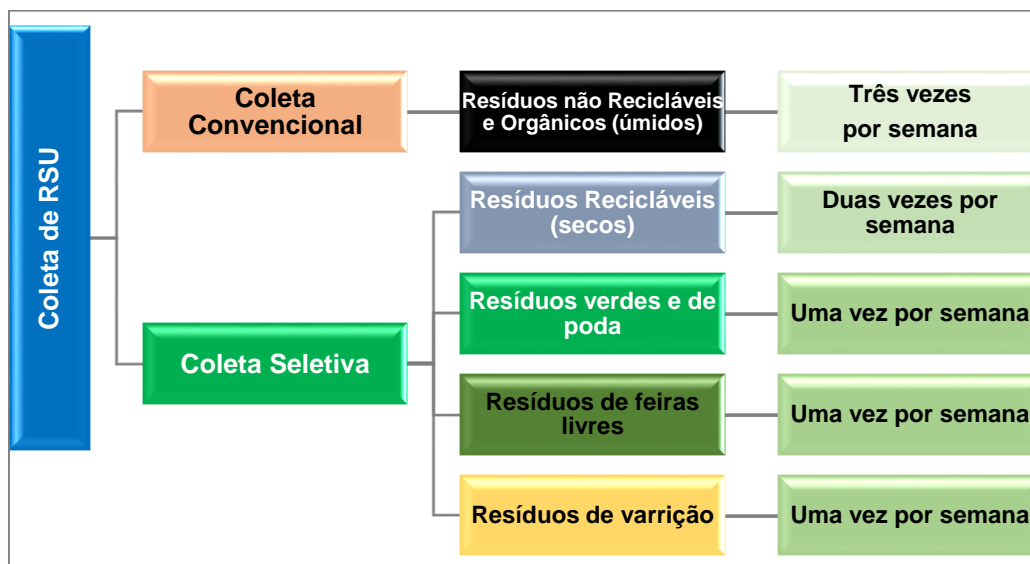 Coleta de RSU
Coleta
Convencional
Resíduos não Recicláveis
e Orgânicos (úmidos)
Três vezes
por semana
Resíduos Recicláveis
(secos)
Duas vezes por
semana
Coleta Seletiva
Resíduos verdes e de
poda
Uma vez por semana
Resíduos de feiras
livres
Uma vez por semana
Resíduos de varrição
Uma vez por semana